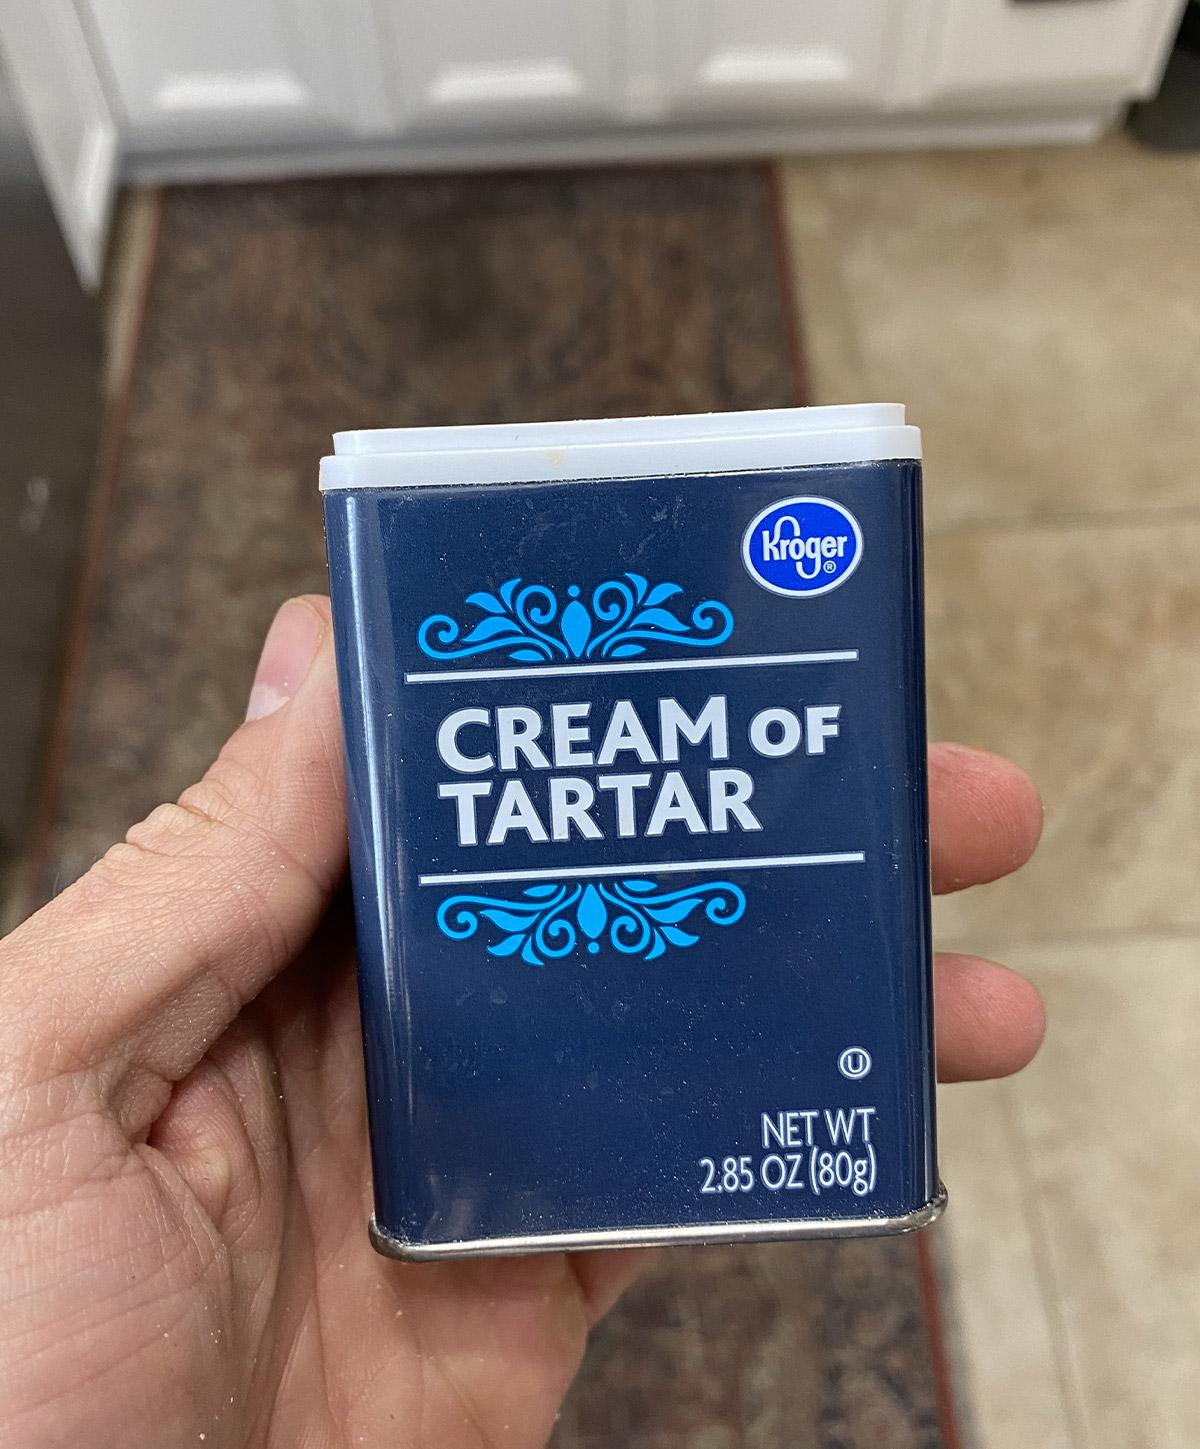 Kroger®
CREAM OF
TARTAR
U
NET WT
2.85 OZ (80g)